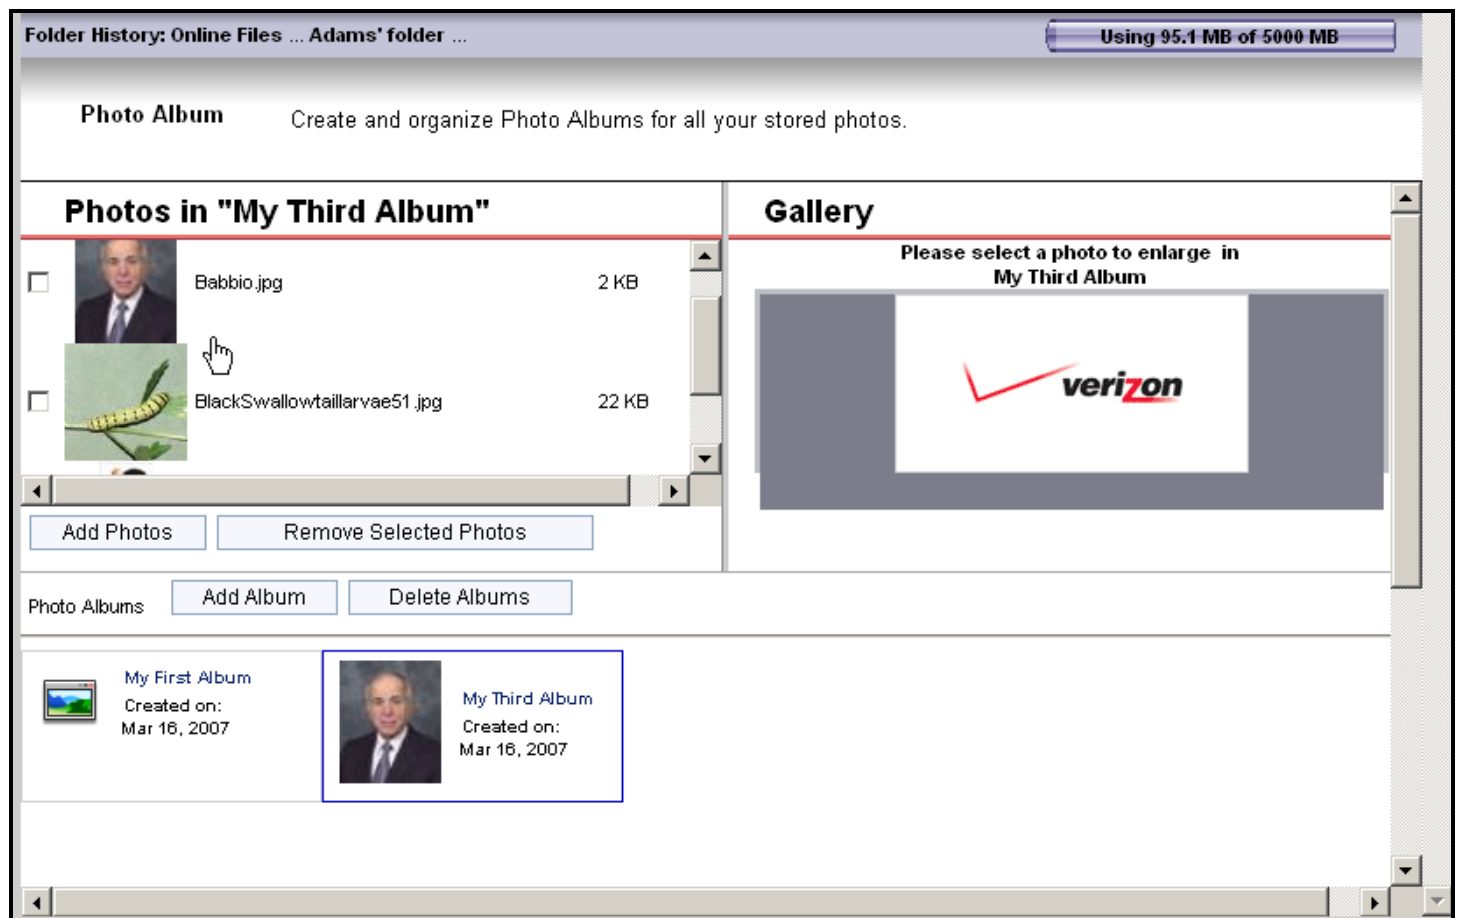 Folder History: Online Files ... Adams' folder ...
Using 95.1 MB of 5000 MB
Photo Album
Create and organize Photo Albums for all your stored photos.
Photos in "My Third Album"
Gallery
Please select a photo to enlarge in
My Third Album
Babbio.jpg 2 KB
verizon
BlackSwallowtaillarvae51.jpg 22 KB
Add Photos
Remove Selected Photos
Photo Albums
Add Album
Delete Albums
My First Album
Created on:
Mar 16, 2007
My Third Album
Created on:
Mar 16, 2007